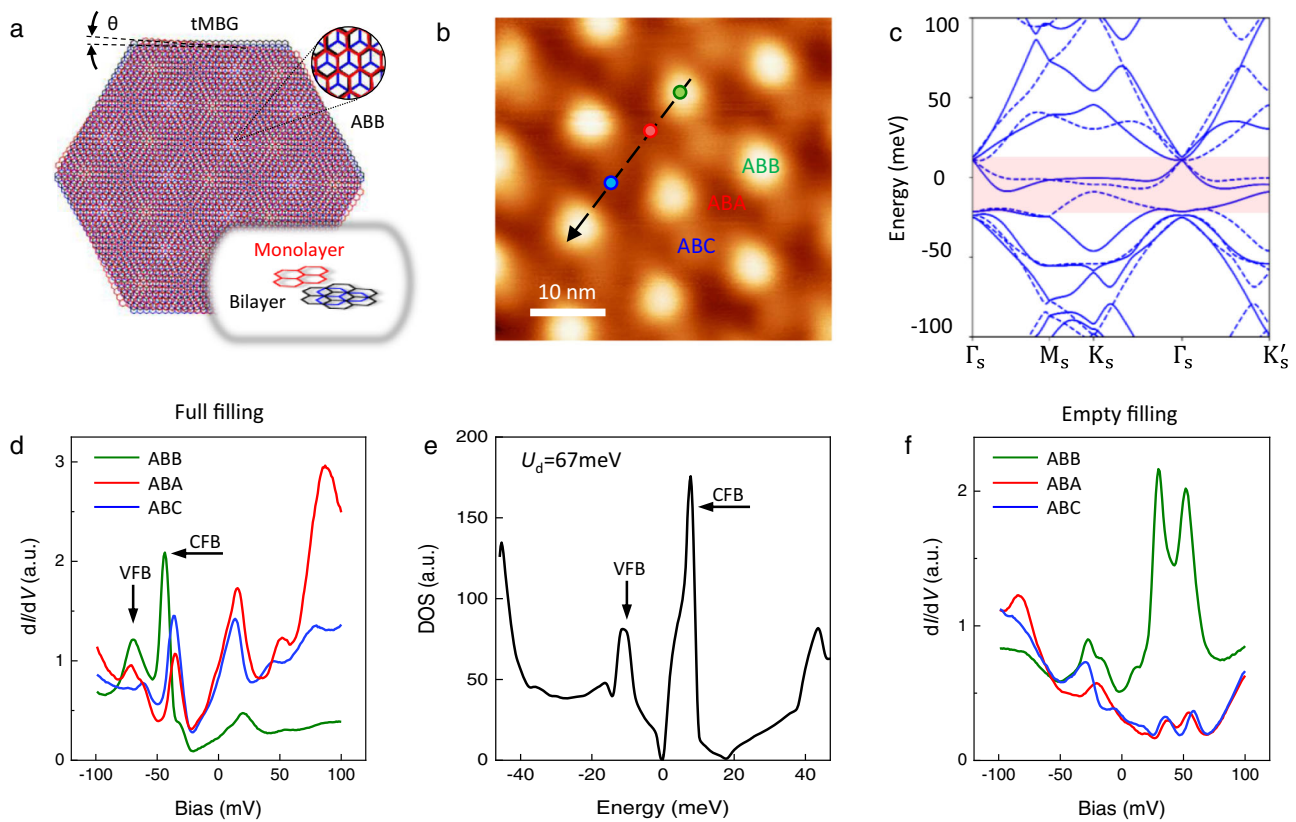 a
θ
tMBG
ABB
Monolayer
Bilayer
b
ABB
ABA
ABC
10 nm
c
Energy (meV)
100
50
0
-50
-100
Γs
Ms
Ks
Γs
K′s
Full filling
d
ABB
ABA
ABC
VFB
CFB
dI/dV (a.u.)
3
2
1
0
-100
-50
0
50
100
Bias (mV)
e
Ud=67meV
CFB
VFB
DOS (a.u.)
200
150
100
50
0
-40
-20
0
20
40
Energy (meV)
Empty filling
f
ABB
ABA
ABC
dI/dV (a.u.)
2
1
0
-100
-50
0
50
100
Bias (mV)